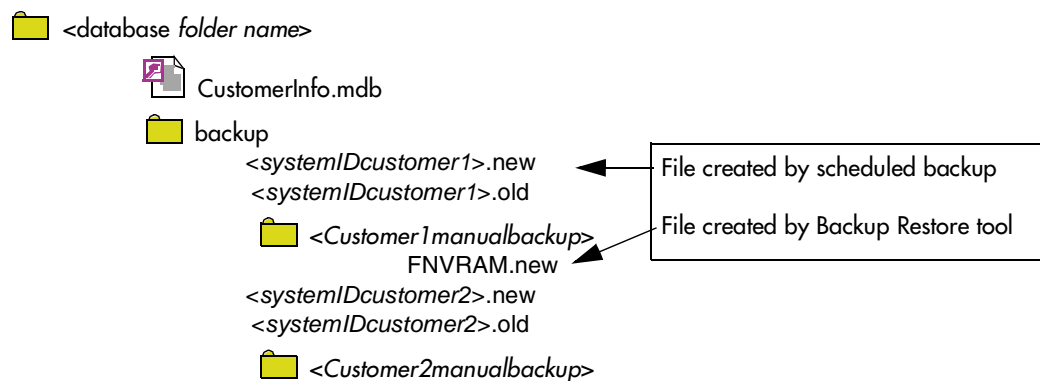 <database folder name>
CustomerInfo.mdb
backup
<systemIDcustomer1>.new
File created by scheduled backup
<systemIDcustomer1>.old
<Customer1manualbackup>
File created by Backup Restore tool
FNVRAM.new
<systemIDcustomer2>.new
<systemIDcustomer2>.old
<Customer2manualbackup>